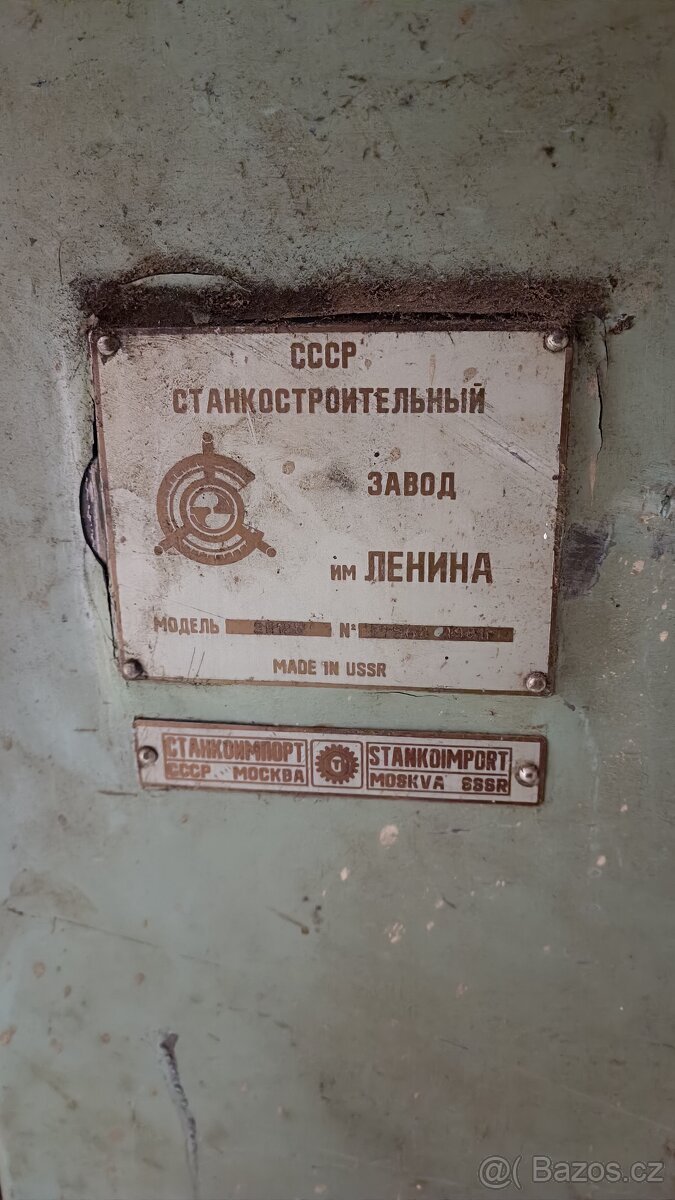 СССР
СТАНКОСТРОИТЕЛЬНЫЙ
ЗАВОД
им ЛЕНИНА
МОДЕЛЬ № 
MADE IN USSR
СТАНКОИМПОРТ
СССР МОСКВА
STANKOIMPORT
MOSKVA SSSR
@( Bazos.cz